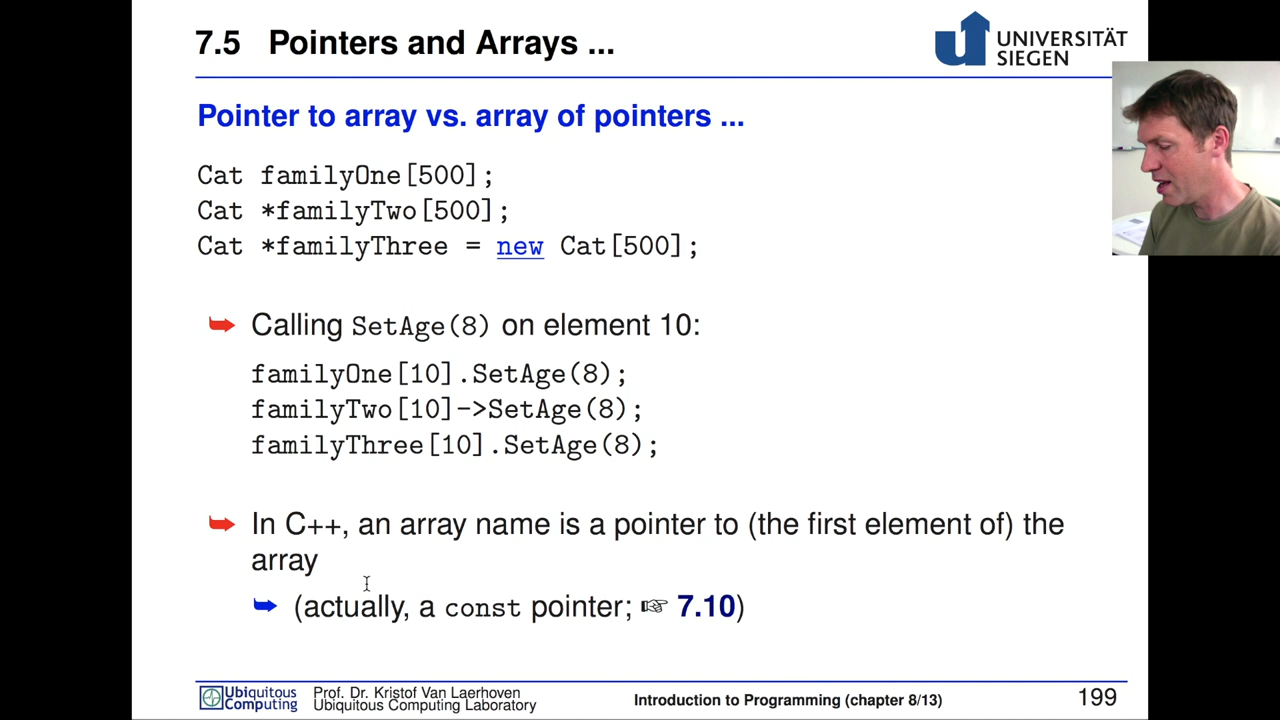 7.5 Pointers and Arrays ...
UNIVERSITÄT
SIEGEN
Pointer to array vs. array of pointers ...
Cat familyOne[500];
Cat *familyTwo[500];
Cat *familyThree = new Cat[500];
Calling SetAge(8) on element 10:
familyOne[10].SetAge(8);
familyTwo[10]->SetAge(8);
familyThree[10].SetAge(8);
In C++, an array name is a pointer to (the first element of) the
array
(actually, a const pointer; ☞ 7.10)
Ubiquitous
Computing
Prof. Dr. Kristof Van Laerhoven
Ubiquitous Computing Laboratory
Introduction to Programming (chapter 8/13)
199